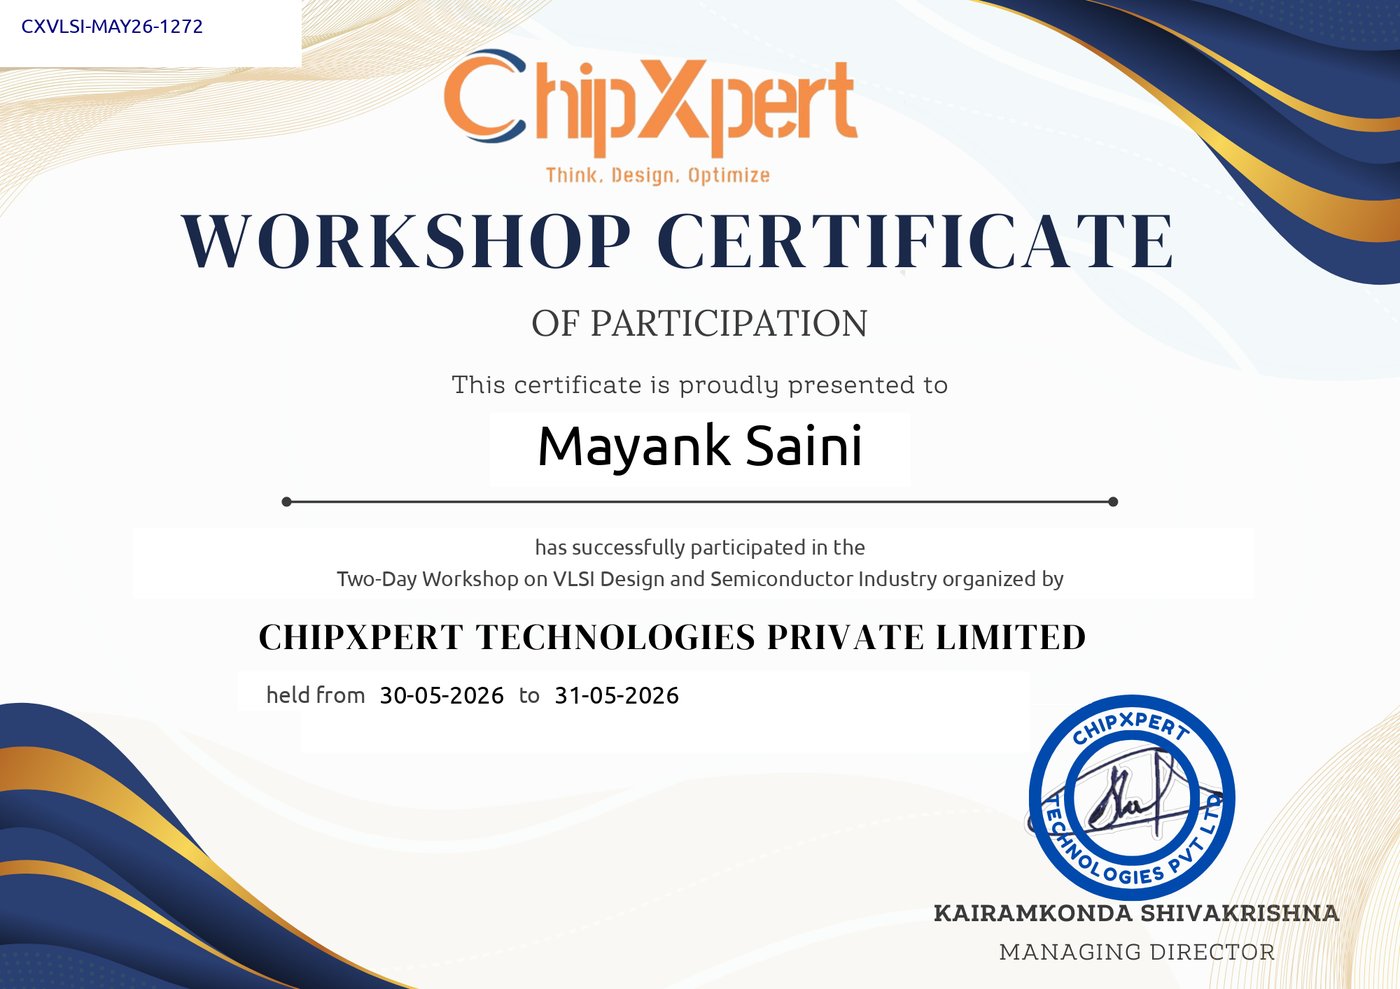 CXVLSI-MAY26-1272
ChipXpert
Think, Design, Optimize
WORKSHOP CERTIFICATE
OF PARTICIPATION
This certificate is proudly presented to
Mayank Saini
has successfully participated in the
Two-Day Workshop on VLSI Design and Semiconductor Industry organized by
CHIPXPERT TECHNOLOGIES PRIVATE LIMITED
held from 30-05-2026 to 31-05-2026
CHIPXPERT
TECHNOLOGIES PVT LTD
KAIRAMKONDA SHIVAKRISHNA
MANAGING DIRECTOR